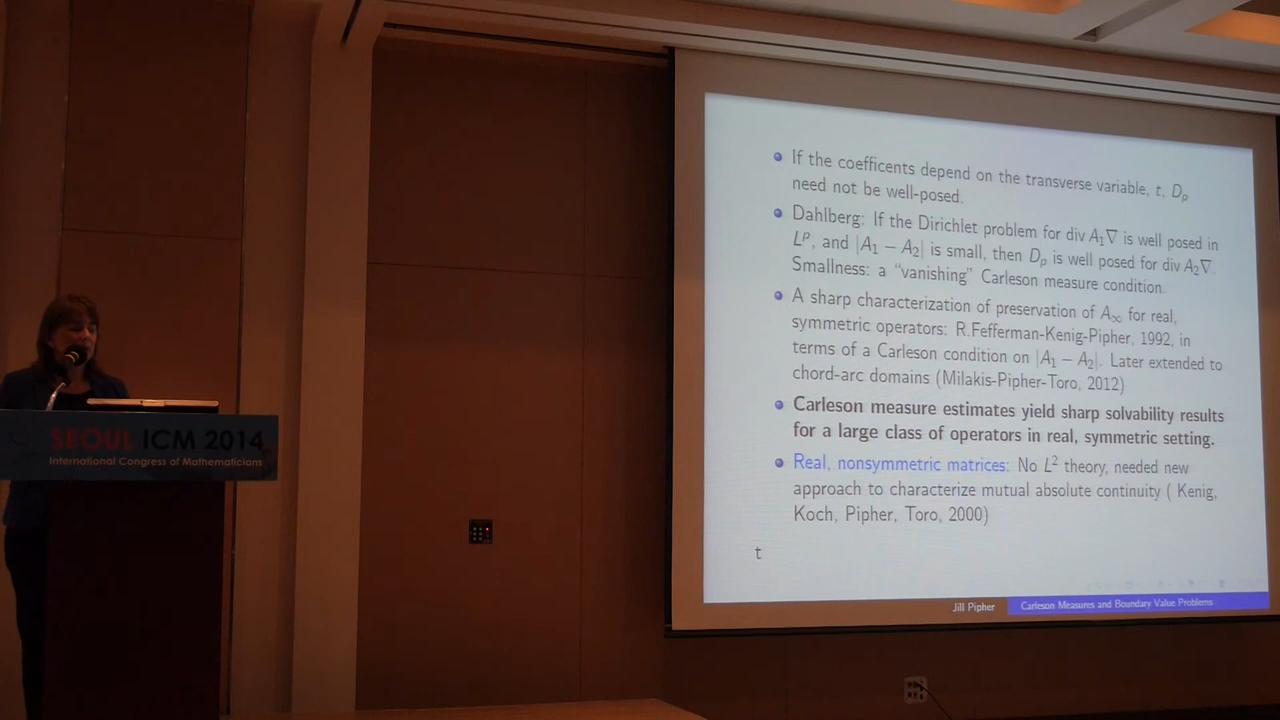 If the coefficents depend on the transverse variable, t, D_p
need not be well-posed.
Dahlberg: If the Dirichlet problem for div A₁∇ is well posed in
Lᵖ, and |A₁ − A₂| is small, then D_p is well posed for div A₂∇.
Smallness: a “vanishing” Carleson measure condition.
A sharp characterization of preservation of A∞ for real,
symmetric operators: R.Fefferman-Kenig-Pipher, 1992, in
terms of a Carleson condition on |A₁ − A₂|. Later extended to
chord-arc domains (Milakis-Pipher-Toro, 2012)
Carleson measure estimates yield sharp solvability results
for a large class of operators in real, symmetric setting.
Real, nonsymmetric matrices: No L² theory, needed new
approach to characterize mutual absolute continuity ( Kenig,
Koch, Pipher, Toro, 2000)
t
Jill Pipher
Carleson Measures and Boundary Value Problems
SEOUL ICM 2014
International Congress of Mathematicians